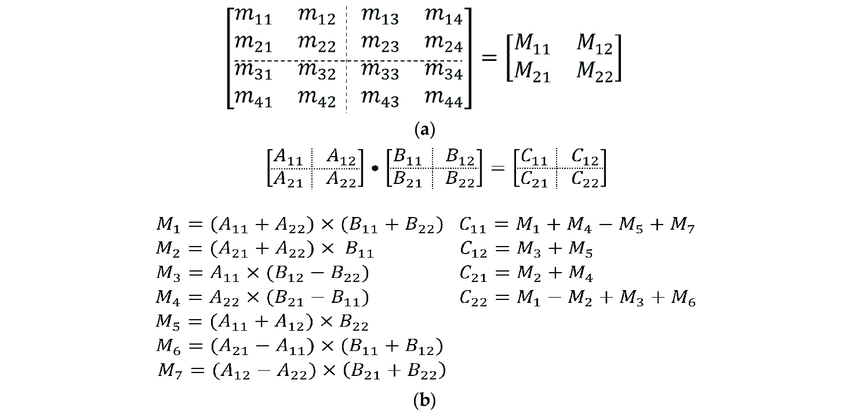 m₁₁ m₁₂ m₁₃ m₁₄
m₂₁ m₂₂ m₂₃ m₂₄
m₃₁ m₃₂ m₃₃ m₃₄
m₄₁ m₄₂ m₄₃ m₄₄
=
M₁₁ M₁₂
M₂₁ M₂₂
(a)
[A₁₁ A₁₂] • [B₁₁ B₁₂] = [C₁₁ C₁₂]
[A₂₁ A₂₂] [B₂₁ B₂₂] [C₂₁ C₂₂]
M₁ = (A₁₁ + A₂₂) × (B₁₁ + B₂₂) C₁₁ = M₁ + M₄ − M₅ + M₇
M₂ = (A₂₁ + A₂₂) × B₁₁ C₁₂ = M₃ + M₅
M₃ = A₁₁ × (B₁₂ − B₂₂) C₂₁ = M₂ + M₄
M₄ = A₂₂ × (B₂₁ − B₁₁) C₂₂ = M₁ − M₂ + M₃ + M₆
M₅ = (A₁₁ + A₁₂) × B₂₂
M₆ = (A₂₁ − A₁₁) × (B₁₁ + B₁₂)
M₇ = (A₁₂ − A₂₂) × (B₂₁ + B₂₂)
(b)